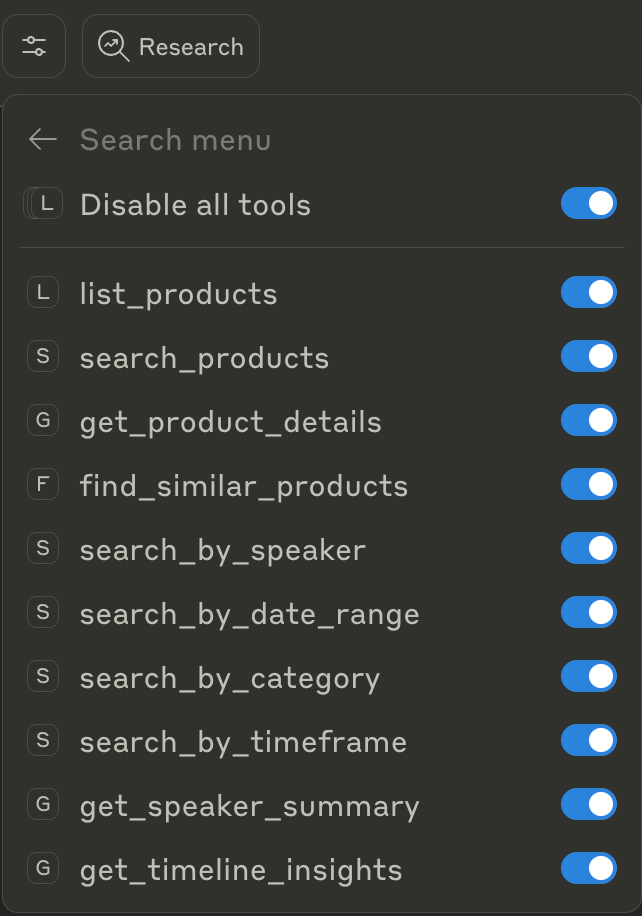 Research
Search menu
L Disable all tools
L list_products
S search_products
G get_product_details
F find_similar_products
S search_by_speaker
S search_by_date_range
S search_by_category
S search_by_timeframe
G get_speaker_summary
G get_timeline_insights